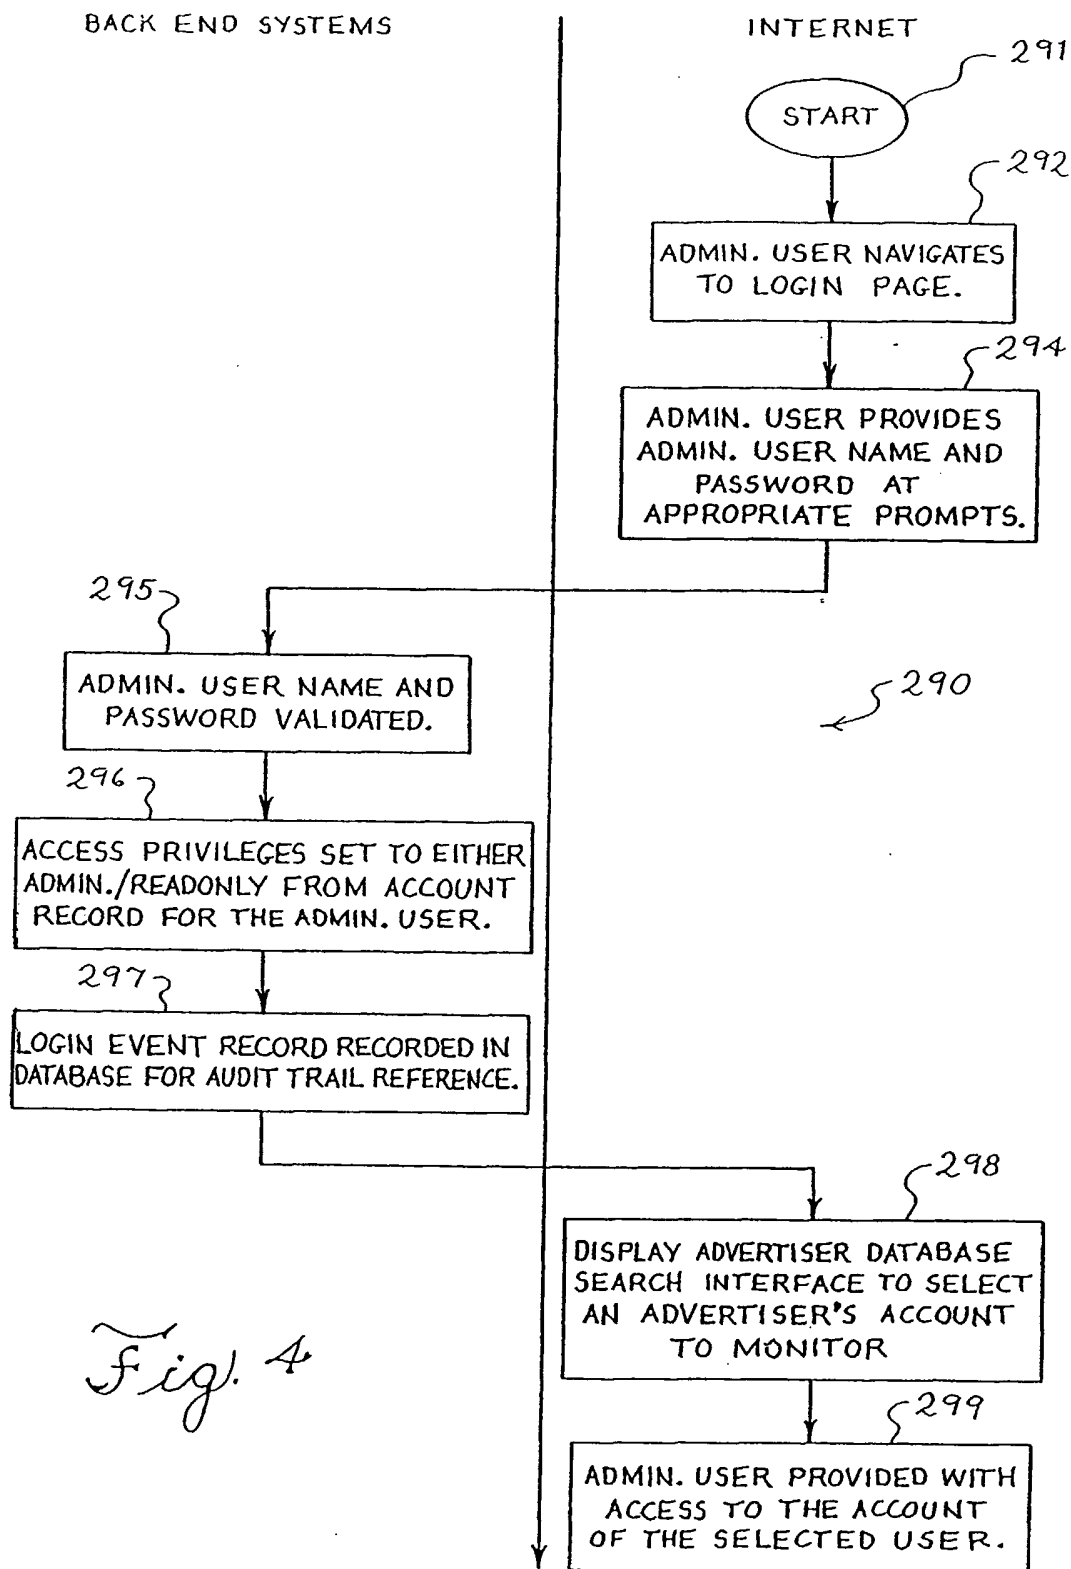 BACK END SYSTEMS
INTERNET
291
START
292
ADMIN. USER NAVIGATES
TO LOGIN PAGE.
294
ADMIN. USER PROVIDES
ADMIN. USER NAME AND
PASSWORD AT
APPROPRIATE PROMPTS.
295
ADMIN. USER NAME AND
PASSWORD VALIDATED.
290
296
ACCESS PRIVILEGES SET TO EITHER
ADMIN./READONLY FROM ACCOUNT
RECORD FOR THE ADMIN. USER.
297
LOGIN EVENT RECORD RECORDED IN
DATABASE FOR AUDIT TRAIL REFERENCE.
298
DISPLAY ADVERTISER DATABASE
SEARCH INTERFACE TO SELECT
AN ADVERTISER'S ACCOUNT
TO MONITOR
299
ADMIN. USER PROVIDED WITH
ACCESS TO THE ACCOUNT
OF THE SELECTED USER.
Fig. 4